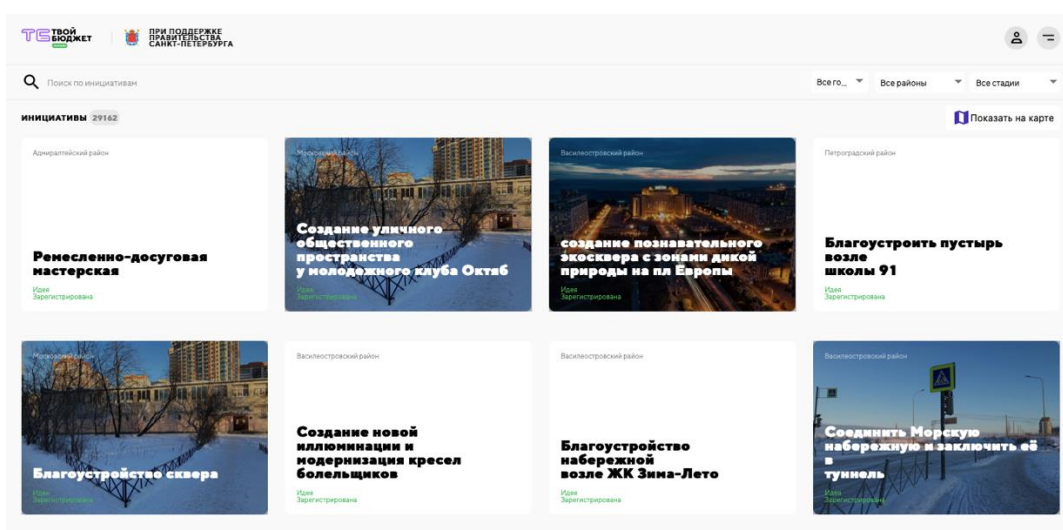 ТБ ТВОЙ БЮДЖЕТ
ПРИ ПОДДЕРЖКЕ
ПРАВИТЕЛЬСТВА
САНКТ-ПЕТЕРБУРГА
Поиск по инициативам
Все го...
Все районы
Все стадии
ИНИЦИАТИВЫ 29162
Показать на карте
Адмиралтейский район
Ремесленно-досуговая
мастерская
Идея
Зарегистрирована
Московский район
Создание уличного
общественного
пространства
у молодежного клуба Октяб
Идея
Зарегистрирована
Василеостровский район
создание познавательного
экосквера с зонами дикой
природы на пл Европы
Идея
Зарегистрирована
Петроградский район
Благоустроить пустырь
возле
школы 91
Идея
Зарегистрирована
Московский район
Благоустройство сквера
Идея
Зарегистрирована
Василеостровский район
Создание новой
иллюминации и
модернизация кресел
болельщиков
Идея
Зарегистрирована
Василеостровский район
Благоустройство
набережной
возле ЖК Зима-Лето
Идея
Зарегистрирована
Василеостровский район
Соединить Морскую
набережную и заключить её
в
туннель
Идея
Зарегистрирована